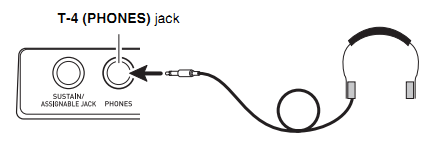 T-4 (PHONES) jack
SUSTAIN/
ASSIGNABLE JACK
PHONES